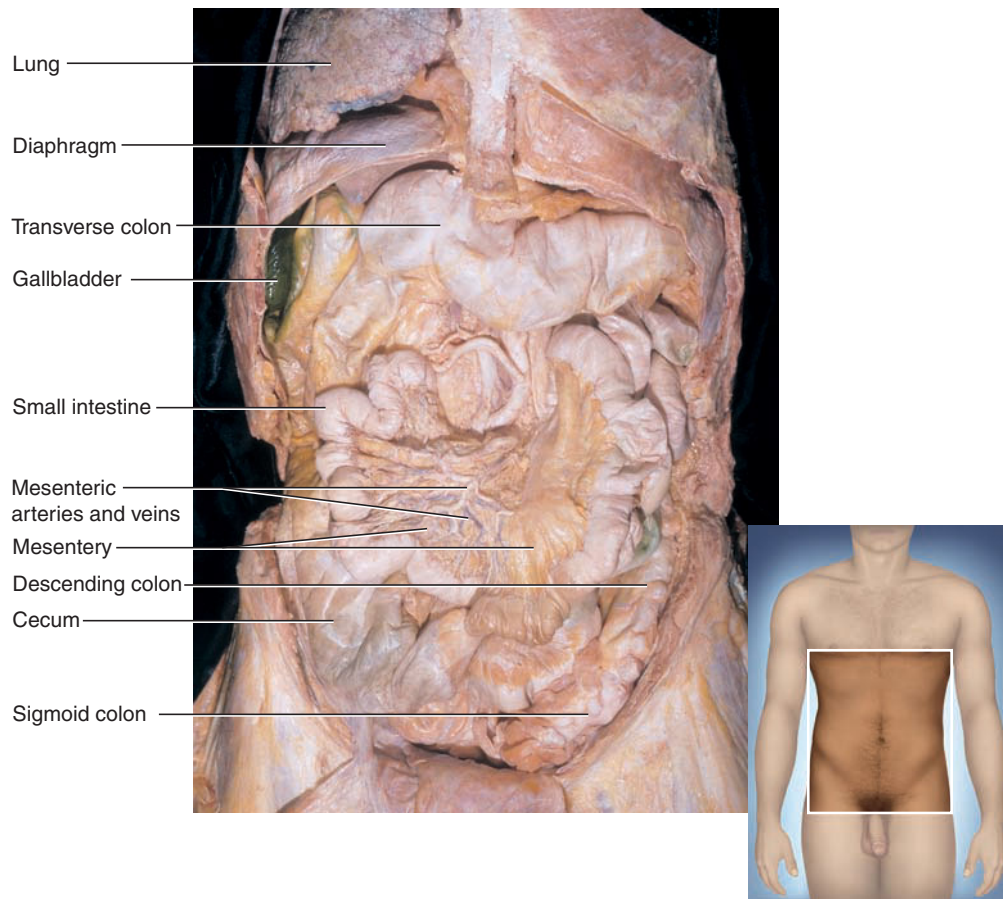 Lung
Diaphragm
Transverse colon
Gallbladder
Small intestine
Mesenteric
arteries and veins
Mesentery
Descending colon
Cecum
Sigmoid colon